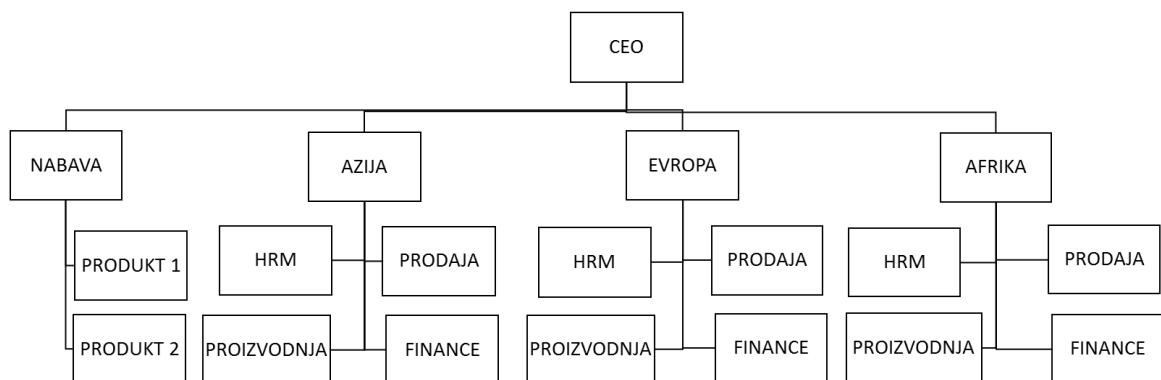 CEO
NABAVA
AZIJA
EVROPA
AFRIKA
PRODUKT 1
HRM
PRODAJA
HRM
PRODAJA
HRM
PRODAJA
PRODUKT 2
PROIZVODNJA
FINANCE
PROIZVODNJA
FINANCE
PROIZVODNJA
FINANCE